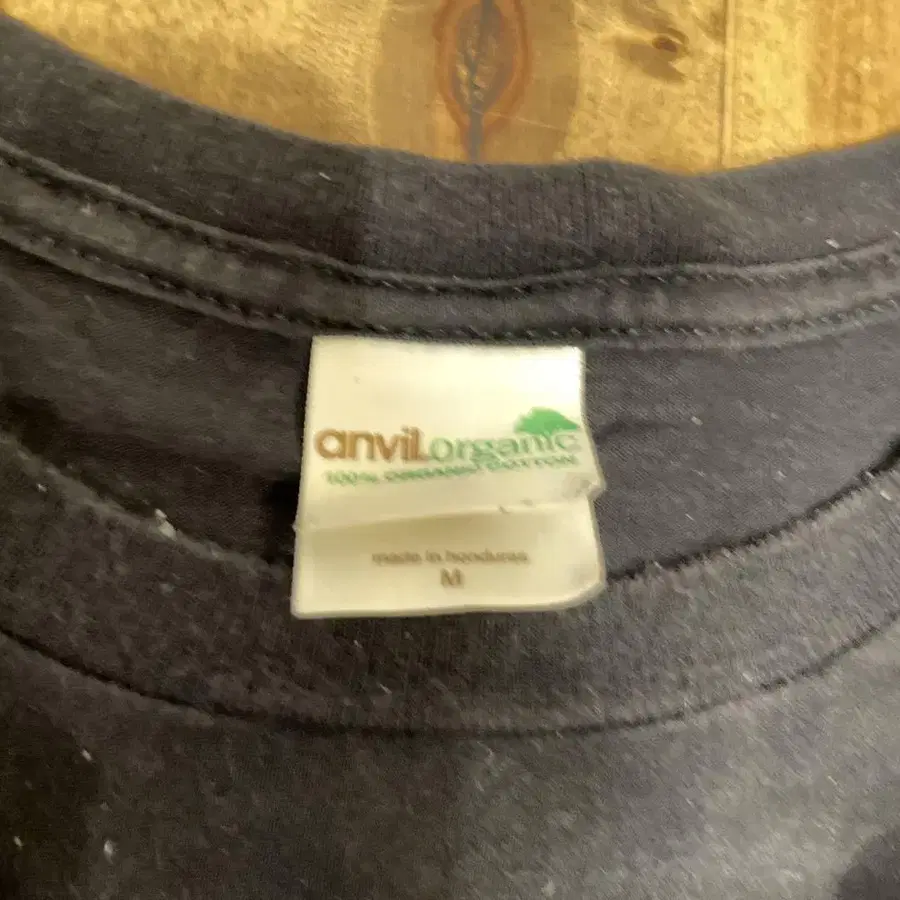 anvil.organic
100% ORGANIC COTTON
made in honduras
M